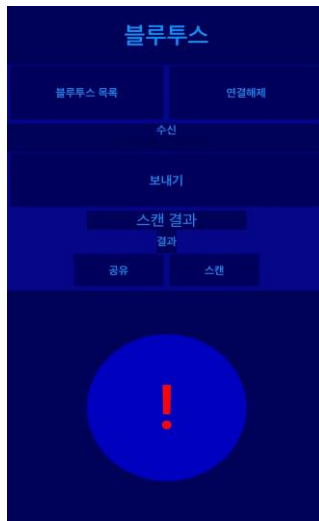 블루투스
블루투스 목록 연결해제
수신
보내기
스캔 결과
결과
공유 스캔
!